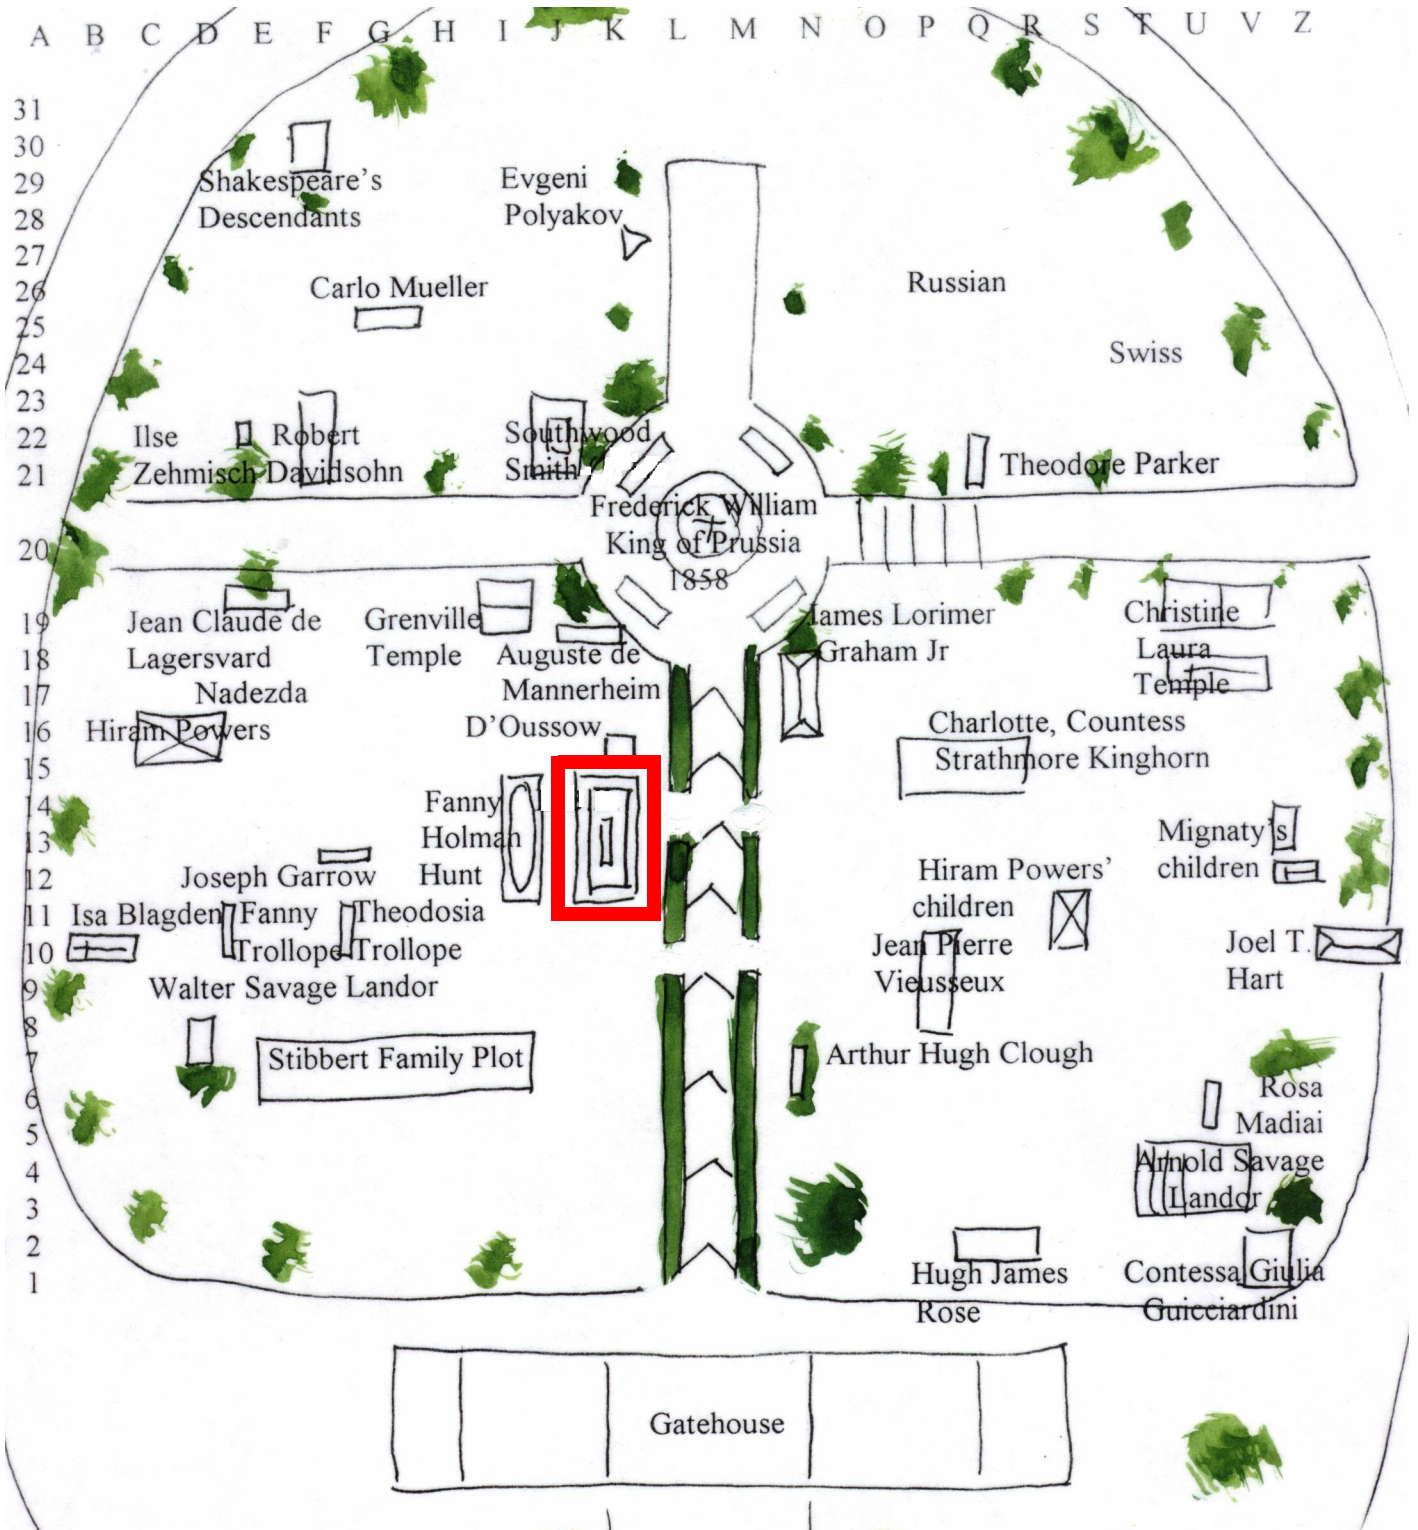 A B C D E F G H I J K L M N O P Q R S T U V Z
31
30
29
28
27
26
25
24
23
22
21
20
19
18
17
16
15
14
13
12
11
10
9
8
7
6
5
4
3
2
1
Shakespeare's
Descendants
Evgeni
Polyakov
Carlo Mueller
Russian
Swiss
Ilse
Zehmisch
Robert
Davidsohn
Southwood
Smith
Theodore Parker
Frederick William
King of Prussia
1858
Jean Claude de
Lagersvard
Grenville
Temple
Auguste de
Mannerheim
James Lorimer
Graham Jr
Christine
Laura
Temple
Nadezda
D'Oussow
Hiram Powers
Charlotte, Countess
Strathmore Kinghorn
Fanny
Holman
Hunt
Mignaty's
children
Joseph Garrow
Hiram Powers'
children
Isa Blagden
Fanny
Trollope
Theodosia
Trollope
Jean Pierre
Vieusseux
Joel T.
Hart
Walter Savage Landor
Stibbert Family Plot
Arthur Hugh Clough
Rosa
Madiai
Arnold Savage
Landor
Hugh James
Rose
Contessa Giulia
Guicciardini
Gatehouse